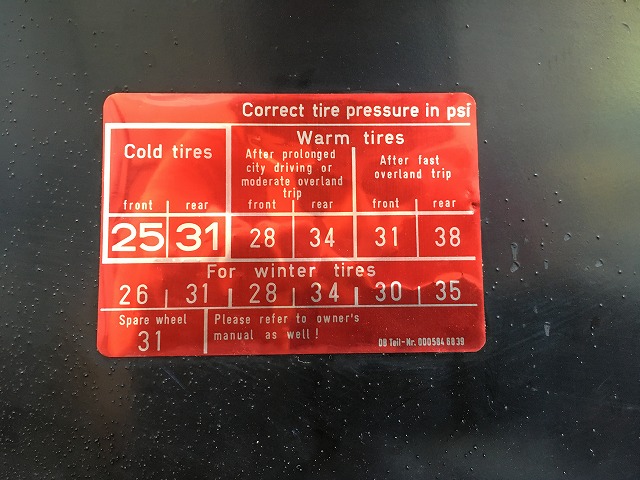 Correct tire pressure in psi
Cold tires
Warm tires
After prolonged
city driving or
moderate overland
trip
After fast
overland trip
front rear front rear front rear
25 31 28 34 31 38
For winter tires
26 31 28 34 30 35
Spare wheel
31
Please refer to owner's
manual as well!
DB Teil-Nr. 000584 6839